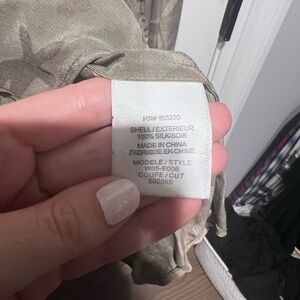 RN# 105230
SHELL/EXTERIEUR
100% SILK/SOIE
MADE IN CHINA
FABRIQUE EN CHINE
MODELE/STYLE
W05-E006
COUPE/CUT
S60065